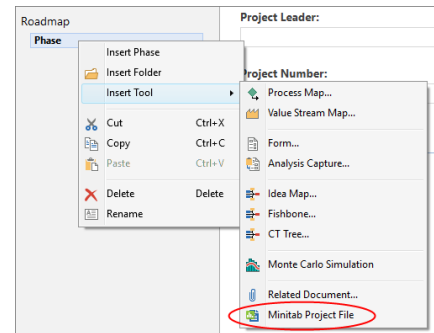 Roadmap
Phase
Insert Phase
Insert Folder
Insert Tool
Cut Ctrl+X
Copy Ctrl+C
Paste Ctrl+V
Delete Delete
Rename
Project Leader:
Project Number:
Process Map...
Value Stream Map...
Form...
Analysis Capture...
Idea Map...
Fishbone...
CT Tree...
Monte Carlo Simulation
Related Document...
Minitab Project File